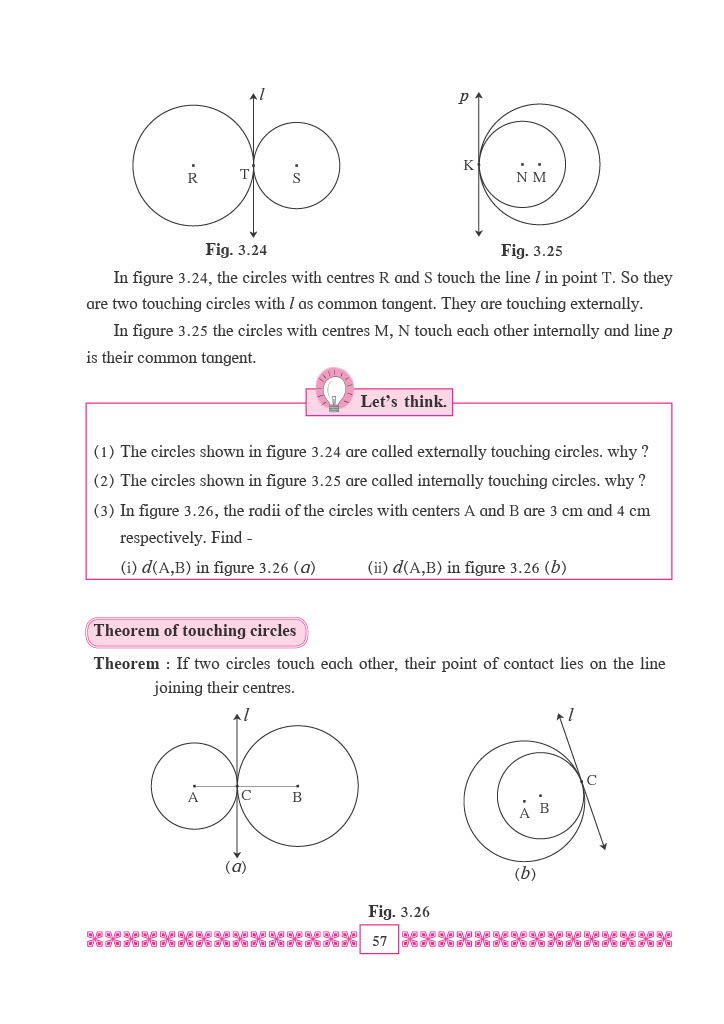 l
p
R
T
S
K
N M
Fig. 3.24
Fig. 3.25
In figure 3.24, the circles with centres R and S touch the line l in point T. So they
are two touching circles with l as common tangent. They are touching externally.
In figure 3.25 the circles with centres M, N touch each other internally and line p
is their common tangent.
Let's think.
(1) The circles shown in figure 3.24 are called externally touching circles. why ?
(2) The circles shown in figure 3.25 are called internally touching circles. why ?
(3) In figure 3.26, the radii of the circles with centers A and B are 3 cm and 4 cm
respectively. Find -
(i) d(A,B) in figure 3.26 (a) (ii) d(A,B) in figure 3.26 (b)
Theorem of touching circles
Theorem : If two circles touch each other, their point of contact lies on the line
joining their centres.
l
l
A
C
B
C
A
B
(a)
(b)
Fig. 3.26
57